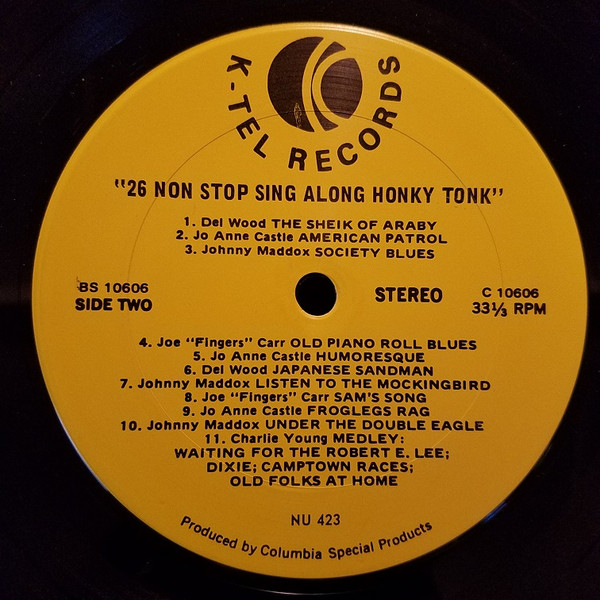 K-TEL RECORDS
"26 NON STOP SING ALONG HONKY TONK"
1. Del Wood THE SHEIK OF ARABY
2. Jo Anne Castle AMERICAN PATROL
3. Johnny Maddox SOCIETY BLUES
BS 10606
SIDE TWO
STEREO
C 10606
33⅓ RPM
4. Joe "Fingers" Carr OLD PIANO ROLL BLUES
5. Jo Anne Castle HUMORESQUE
6. Del Wood JAPANESE SANDMAN
7. Johnny Maddox LISTEN TO THE MOCKINGBIRD
8. Joe "Fingers" Carr SAM'S SONG
9. Jo Anne Castle FROGLEGS RAG
10. Johnny Maddox UNDER THE DOUBLE EAGLE
11. Charlie Young MEDLEY:
WAITING FOR THE ROBERT E. LEE;
DIXIE; CAMPTOWN RACES;
OLD FOLKS AT HOME
NU 423
Produced by Columbia Special Products